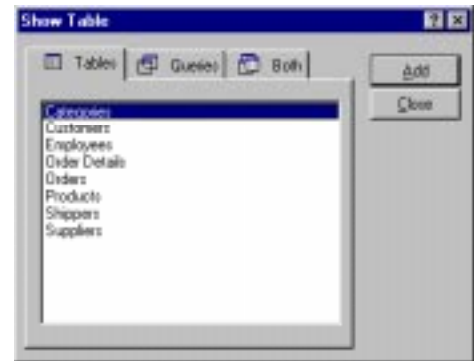 Show Table
Tables Queries Both
Add
Close
Categories
Customers
Employees
Order Details
Orders
Products
Shippers
Suppliers